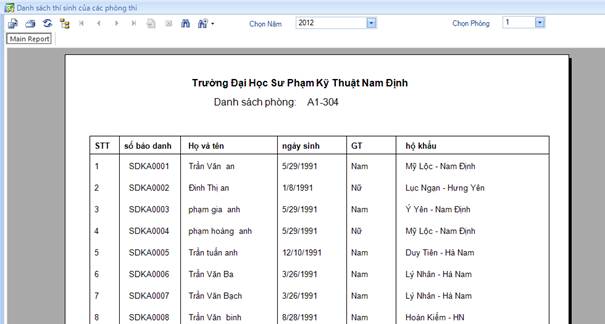 Danh sách thí sinh của các phòng thi
Chọn Năm 2012 Chọn Phòng 1
Main Report
Trường Đại Học Sư Phạm Kỹ Thuật Nam Định
Danh sách phòng: A1-304
STT số báo danh Họ và tên ngày sinh GT hộ khẩu
1 SDKA0001 Trần Văn an 5/29/1991 Nam Mỹ Lộc - Nam Định
2 SDKA0002 Đinh Thị an 1/8/1991 Nữ Lục Ngạn - Hưng Yên
3 SDKA0003 phạm gia anh 5/29/1991 Nam Ý Yên - Nam Định
4 SDKA0004 phạm hoàng anh 5/29/1991 Nữ Mỹ Lộc - Nam Định
5 SDKA0005 Trần tuấn anh 12/10/1991 Nam Duy Tiên - Hà Nam
6 SDKA0006 Trần Văn Ba 3/26/1991 Nam Lý Nhân - Hà Nam
7 SDKA0007 Trần Văn Bạch 3/26/1991 Nam Lý Nhân - Hà Nam
8 SDKA0008 Trần Văn binh 8/28/1991 Nam Hoàn Kiếm - HN